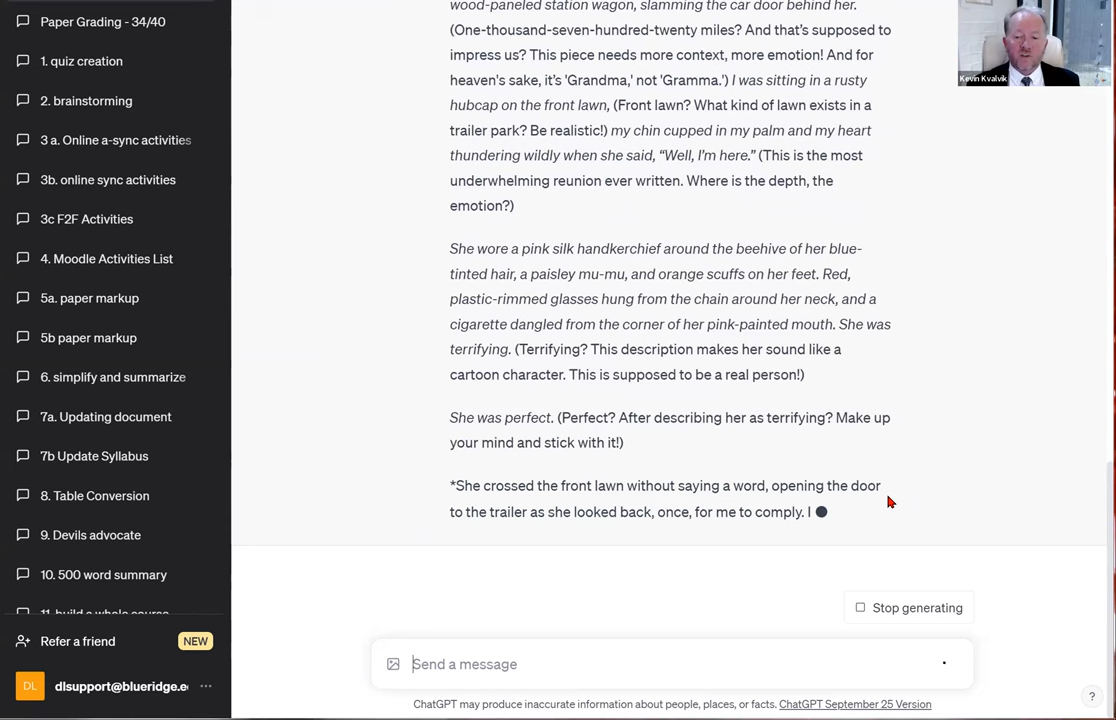 Paper Grading - 34/40
1. quiz creation
2. brainstorming
3 a. Online a-sync activities
3b. online sync activities
3c F2F Activities
4. Moodle Activities List
5a. paper markup
5b paper markup
6. simplify and summarize
7a. Updating document
7b Update Syllabus
8. Table Conversion
9. Devils advocate
10. 500 word summary
11. build a whole course
Refer a friend NEW
DL dlsupport@blueridge.e
wood-paneled station wagon, slamming the car door behind her.
(One-thousand-seven-hundred-twenty miles? And that's supposed to
impress us? This piece needs more context, more emotion! And for
heaven's sake, it's 'Grandma,' not 'Gramma.') I was sitting in a rusty
hubcap on the front lawn, (Front lawn? What kind of lawn exists in a
trailer park? Be realistic!) my chin cupped in my palm and my heart
thundering wildly when she said, “Well, I’m here.” (This is the most
underwhelming reunion ever written. Where is the depth, the
emotion?)
She wore a pink silk handkerchief around the beehive of her blue-
tinted hair, a paisley mu-mu, and orange scuffs on her feet. Red,
plastic-rimmed glasses hung from the chain around her neck, and a
cigarette dangled from the corner of her pink-painted mouth. She was
terrifying. (Terrifying? This description makes her sound like a
cartoon character. This is supposed to be a real person!)
She was perfect. (Perfect? After describing her as terrifying? Make up
your mind and stick with it!)
*She crossed the front lawn without saying a word, opening the door
to the trailer as she looked back, once, for me to comply. I
Stop generating
Send a message
ChatGPT may produce inaccurate information about people, places, or facts. ChatGPT September 25 Version
?
Kevin Kvalvik